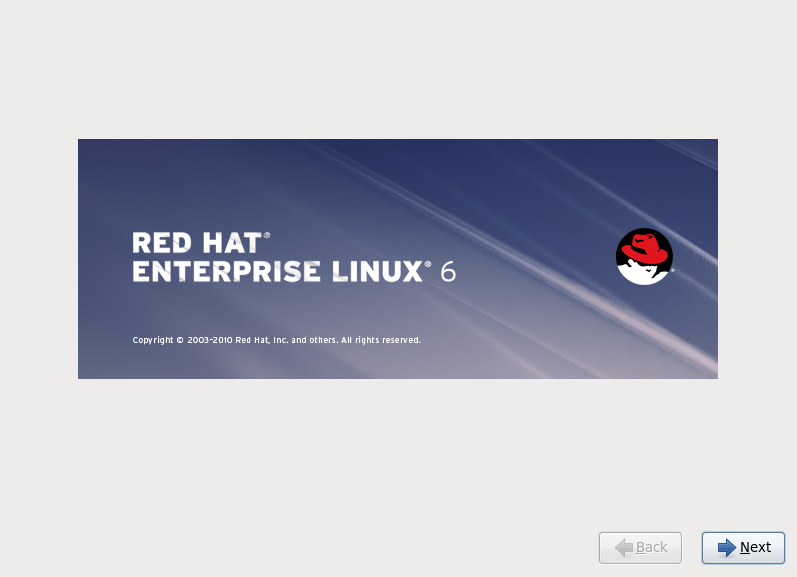 RED HAT®
ENTERPRISE LINUX® 6
Copyright © 2003-2010 Red Hat, Inc. and others. All rights reserved.
Back
Next